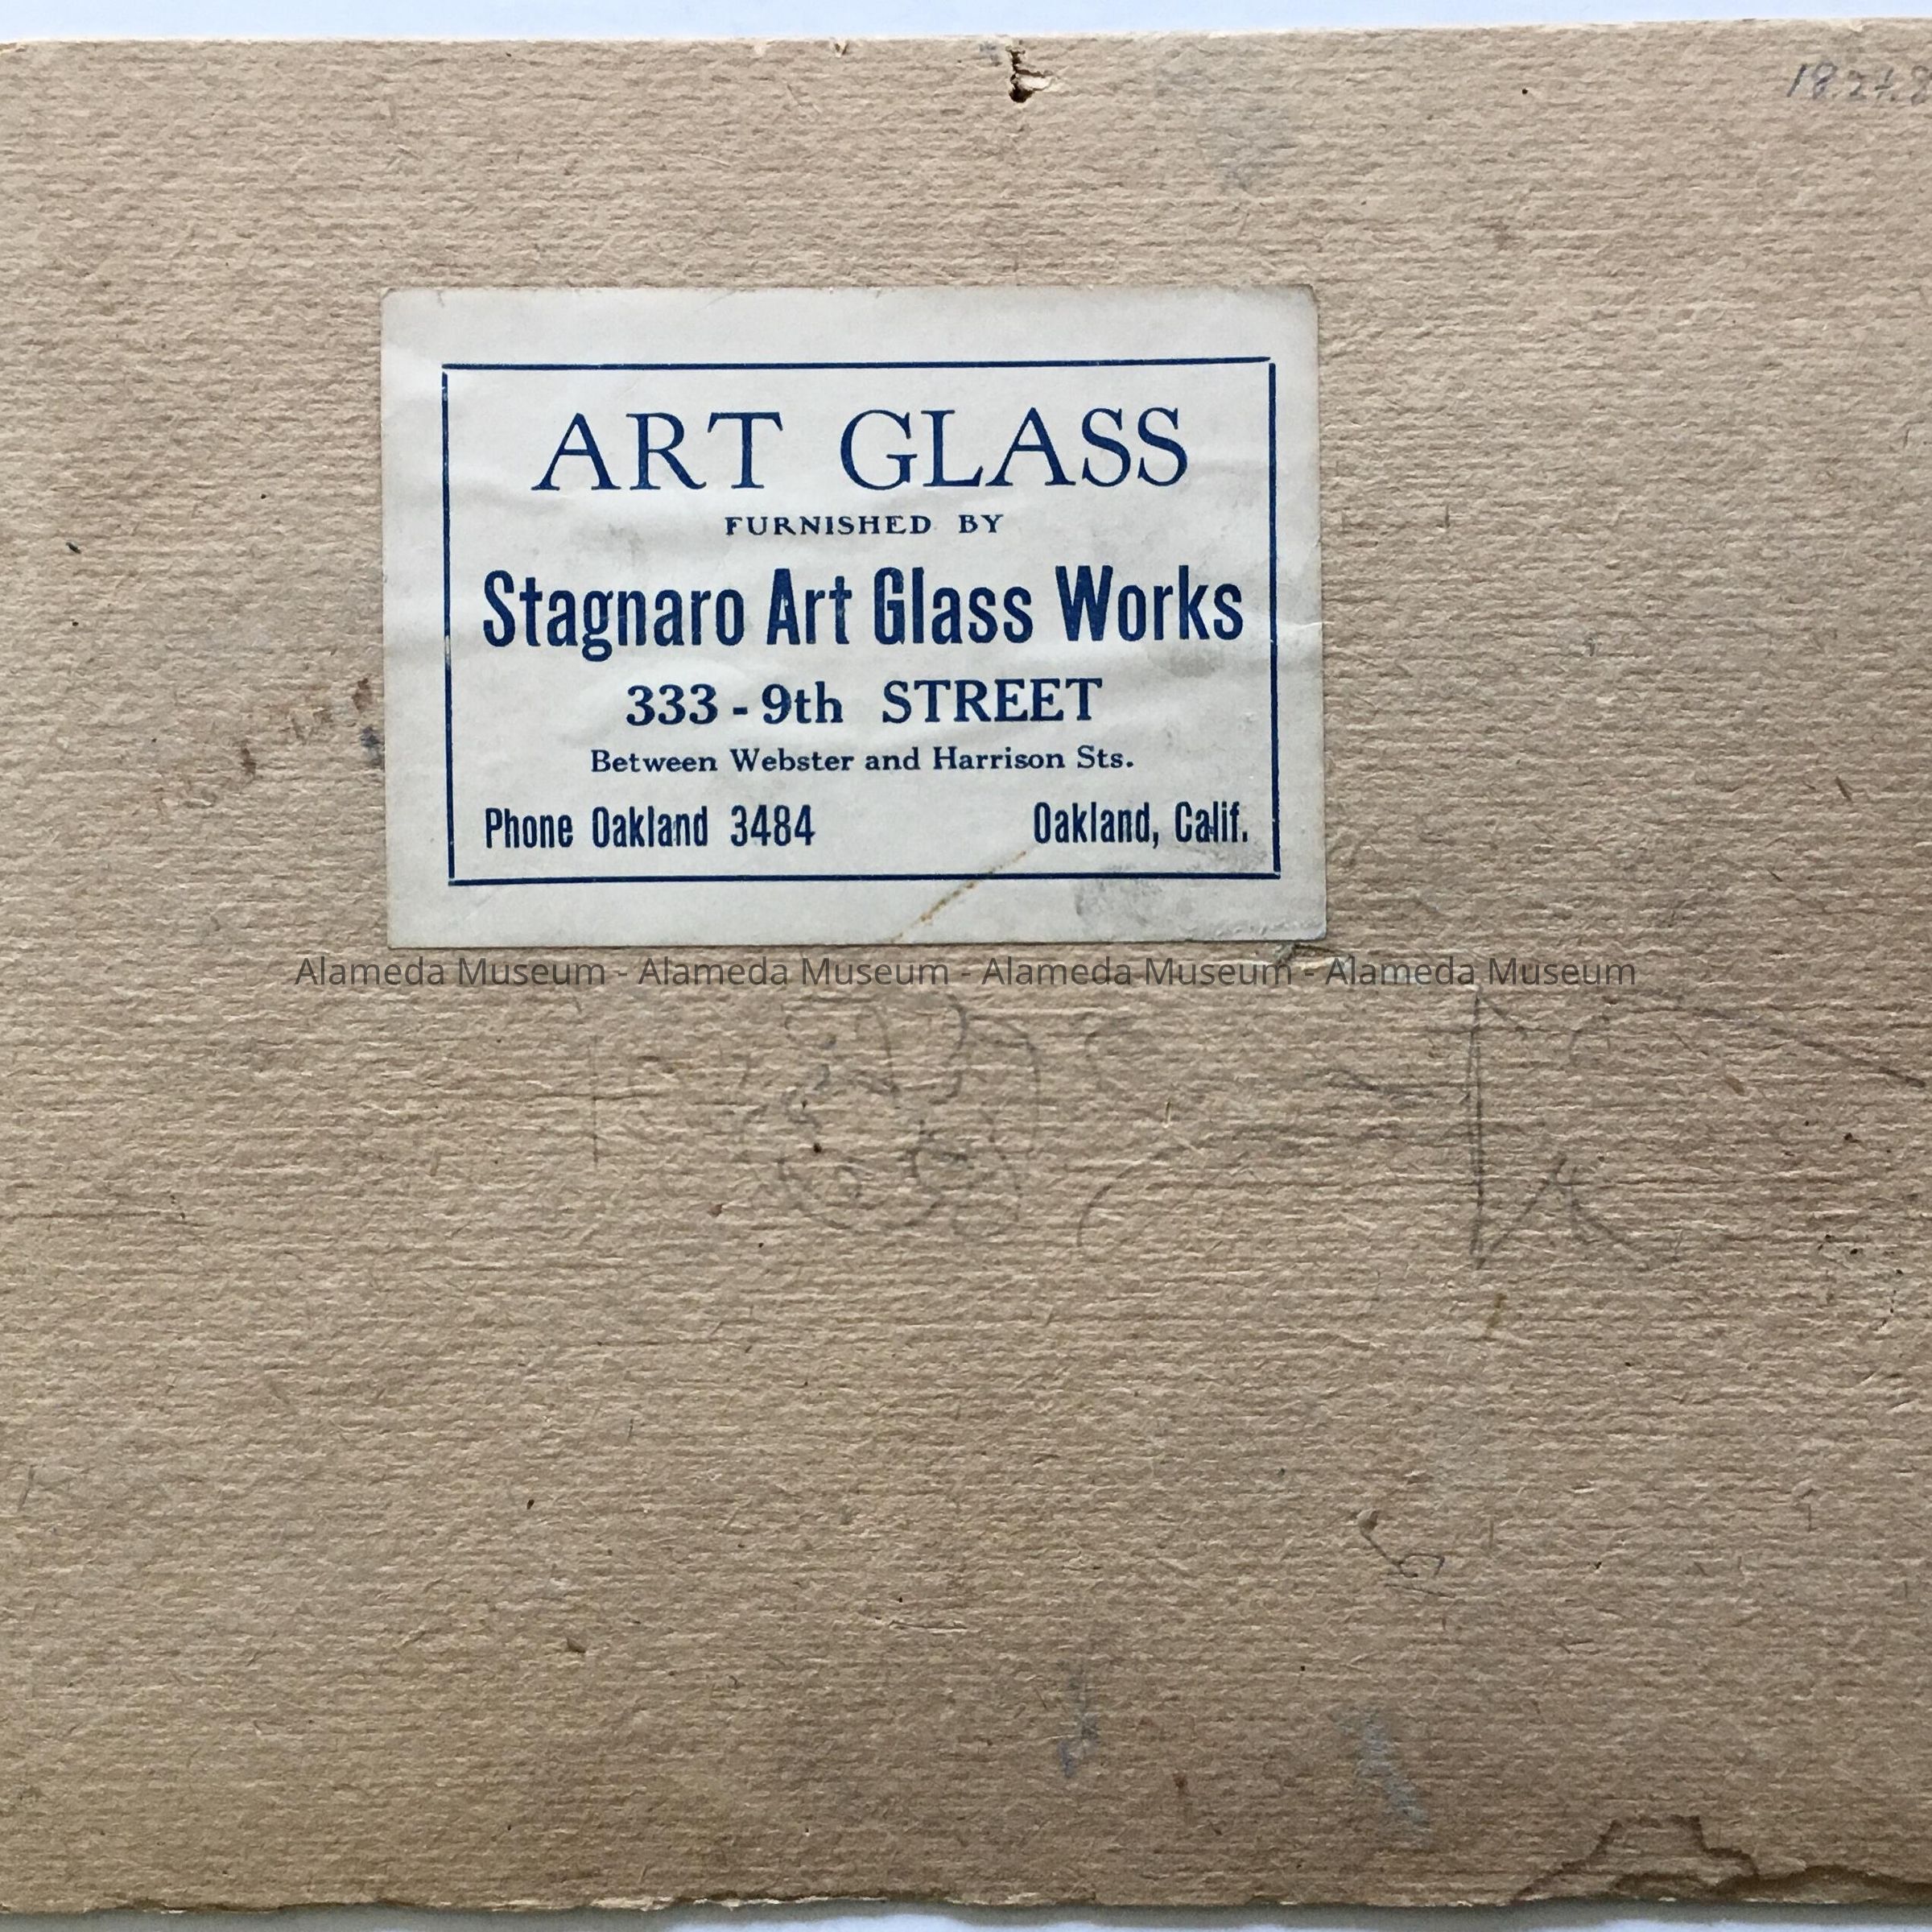 ART GLASS
FURNISHED BY
Stagnaro Art Glass Works
333 - 9th STREET
Between Webster and Harrison Sts.
Phone Oakland 3484 Oakland, Calif.
Alameda Museum - Alameda Museum - Alameda Museum - Alameda Museum